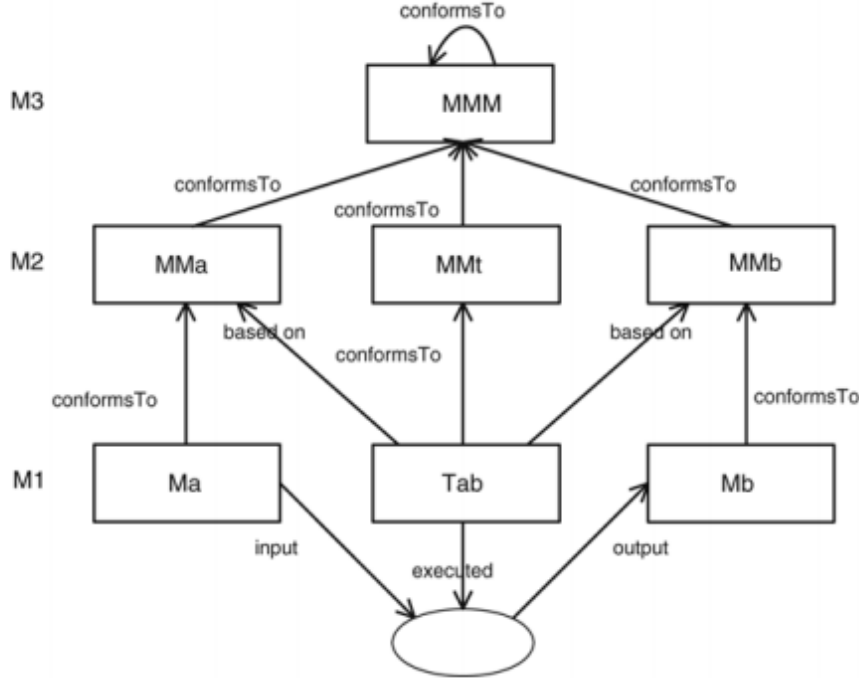 conformsTo
M3
MMM
conformsTo
conformsTo
conformsTo
M2
MMa
MMt
MMb
based on
based on
conformsTo
conformsTo
conformsTo
M1
Ma
Tab
Mb
input
output
executed